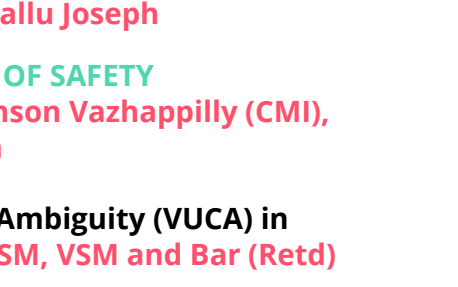 allu Joseph
OF SAFETY
nson Vazhappilly (CMI),
Ambiguity (VUCA) in
SM, VSM and Bar (Retd)